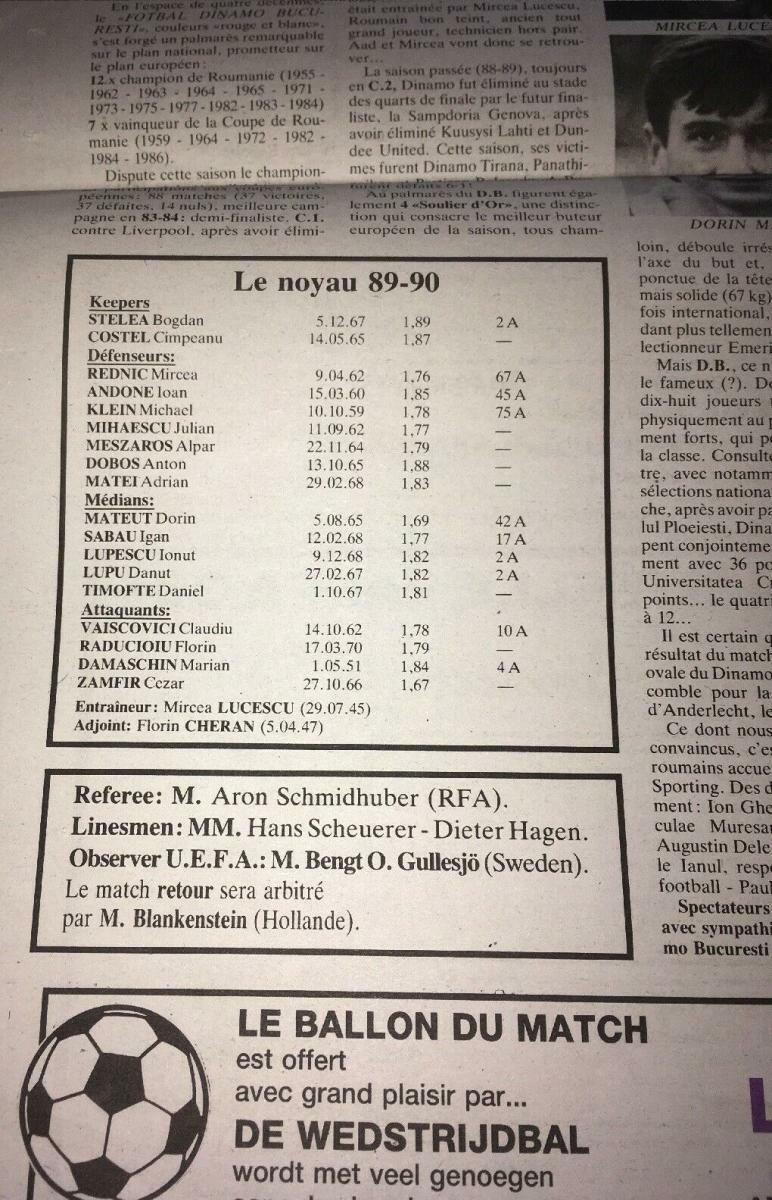 En l'espace de quatre décennies,
le «FOTBAL DINAMO BUCU-
RESTI», couleurs «rouge et blanc»,
s'est forgé un palmarès remarquable
sur le plan national, prometteur sur
le plan européen:
12.x champion de Roumanie (1955 -
1962 - 1963 - 1964 - 1965 - 1971 -
1973 - 1975 - 1977 - 1982 - 1983 - 1984)
7 x vainqueur de la Coupe de Rou-
manie (1959 - 1964 - 1972 - 1982 -
1984 - 1986).
Dispute cette saison le champion-
péennes: 88 matches (37 victoires,
37 défaites, 14 nuls), meilleure cam-
pagne en 83-84: demi-finaliste, C.1
contre Liverpool, après avoir élimi-
était entraînée par Mircea Lucescu,
Roumain bon teint, ancien tout
grand joueur, technicien hors pair.
Aad et Mircea vont donc se retrou-
ver...
La saison passée (88-89), toujours
en C.2, Dinamo fut éliminé au stade
des quarts de finale par le futur fina-
liste, la Sampdoria Genova, après
avoir éliminé Kuusysi Lahti et Dun-
dee United. Cette saison, ses victi-
mes furent Dinamo Tirana, Panathi-
Au palmarès du D.B. figurent éga-
lement 4 «Soulier d'Or», une distinc-
tion qui consacre le meilleur buteur
européen de la saison, tous cham-
MIRCEA LUCE
DORIN M
loin, déboule irrés
l'axe du but et,
ponctue de la tête
mais solide (67 kg)
fois international,
dant plus tellemen
lectionneur Emeri
Mais D.B., ce n
le fameux (?). De
dix-huit joueurs
physiquement au p
ment forts, qui p
la classe. Consulte
tre, avec notamm
sélections nationa
che, après avoir pa
lul Ploeiesti, Dina
pent conjointeme
ment avec 36 po
Universitatea C
points... le quatri
à 12...
Il est certain q
résultat du match
ovale du Dinamo
comble pour la
d'Anderlecht, le
Ce dont nous
convaincus, c'es
roumains accue
Sporting. Des d
ment: Ion Ghe
culae Muresa
Augustin Dele
le Ianul, resp
football - Paul
Spectateurs
avec sympathi
mo Bucuresti
Le noyau 89-90
Keepers
STELEA Bogdan 5.12.67 1,89 2 A
COSTEL Cimpeanu 14.05.65 1,87 —
Défenseurs:
REDNIC Mircea 9.04.62 1,76 67 A
ANDONE Ioan 15.03.60 1,85 45 A
KLEIN Michael 10.10.59 1,78 75 A
MIHAESCU Julian 11.09.62 1,77 —
MESZAROS Alpar 22.11.64 1,79 —
DOBOS Anton 13.10.65 1,88 —
MATEI Adrian 29.02.68 1,83 —
Médians:
MATEUT Dorin 5.08.65 1,69 42 A
SABAU Igan 12.02.68 1,77 17 A
LUPESCU Ionut 9.12.68 1,82 2 A
LUPU Danut 27.02.67 1,82 2 A
TIMOFTE Daniel 1.10.67 1,81 —
Attaquants:
VAISCOVICI Claudiu 14.10.62 1,78 10 A
RADUCIOIU Florin 17.03.70 1,79 —
DAMASCHIN Marian 1.05.51 1,84 4 A
ZAMFIR Cezar 27.10.66 1,67 —
Entraîneur: Mircea LUCESCU (29.07.45)
Adjoint: Florin CHERAN (5.04.47)
Referee: M. Aron Schmidhuber (RFA).
Linesmen: MM. Hans Scheuerer - Dieter Hagen.
Observer U.E.F.A.: M. Bengt O. Gullesjö (Sweden).
Le match retour sera arbitré
par M. Blankenstein (Hollande).
LE BALLON DU MATCH
est offert
avec grand plaisir par...
DE WEDSTRIJDBAL
wordt met veel genoegen